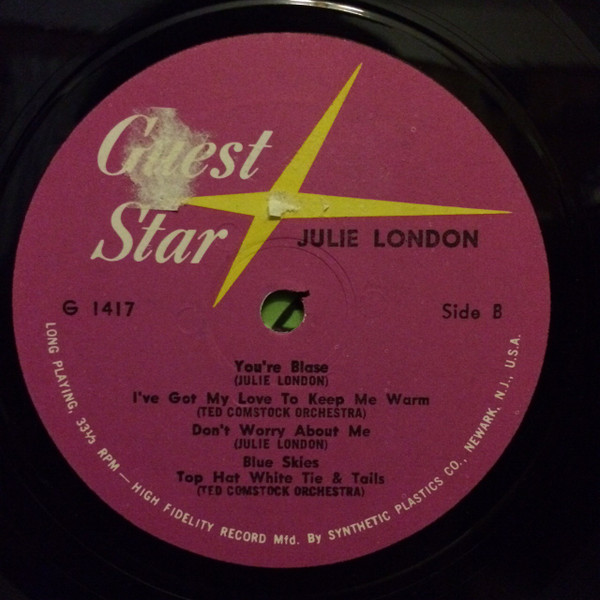 Guest
Star
JULIE LONDON
G 1417
Side B
You're Blase
(JULIE LONDON)
I've Got My Love To Keep Me Warm
(TED COMSTOCK ORCHESTRA)
Don't Worry About Me
(JULIE LONDON)
Blue Skies
Top Hat White Tie & Tails
(TED COMSTOCK ORCHESTRA)
LONG PLAYING, 33⅓ RPM — HIGH FIDELITY RECORD Mfd. By SYNTHETIC PLASTICS CO., NEWARK, N.J., U.S.A.